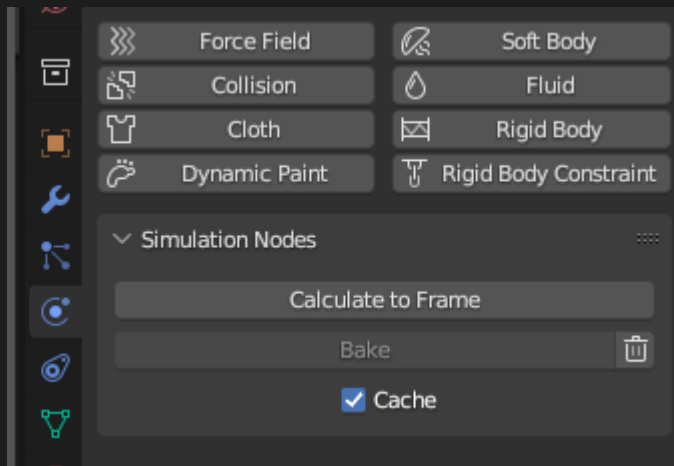 Force Field Soft Body
Collision Fluid
Cloth Rigid Body
Dynamic Paint Rigid Body Constraint
Simulation Nodes
Calculate to Frame
Bake
Cache